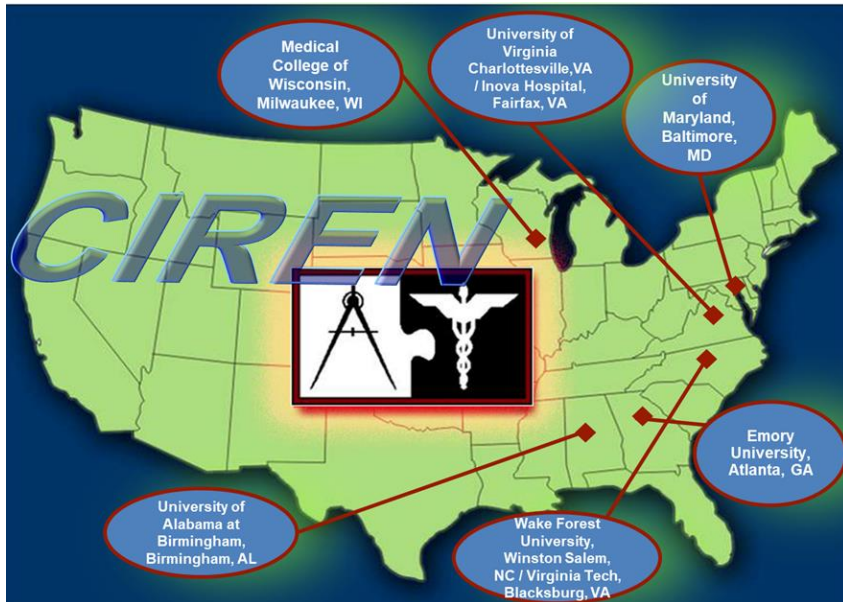 Medical
College of
Wisconsin,
Milwaukee, WI
University of
Virginia
Charlottesville,VA
/ Inova Hospital,
Fairfax, VA
University
of
Maryland,
Baltimore,
MD
CIREN
Emory
University,
Atlanta, GA
University of
Alabama at
Birmingham,
Birmingham, AL
Wake Forest
University,
Winston Salem,
NC / Virginia Tech,
Blacksburg, VA